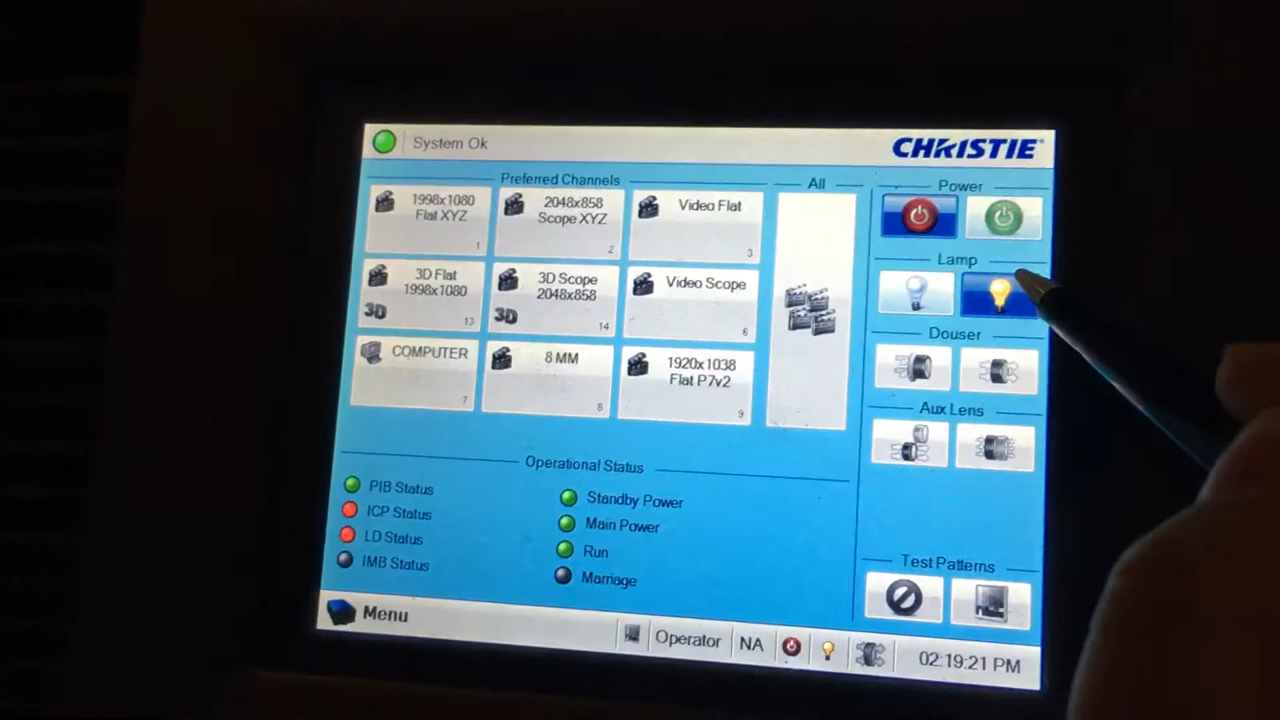 System Ok
CHRISTIE
Preferred Channels
All
Power
1998x1080
Flat XYZ
1
2048x858
Scope XYZ
2
Video Flat
3
Lamp
3D Flat
1998x1080
3D
13
3D Scope
2048x858
3D
14
Video Scope
6
Douser
COMPUTER
7
8 MM
8
1920x1038
Flat P7v2
9
Aux Lens
Operational Status
PIB Status
ICP Status
LD Status
IMB Status
Standby Power
Main Power
Run
Marriage
Test Patterns
Menu
Operator
NA
02:19:21 PM